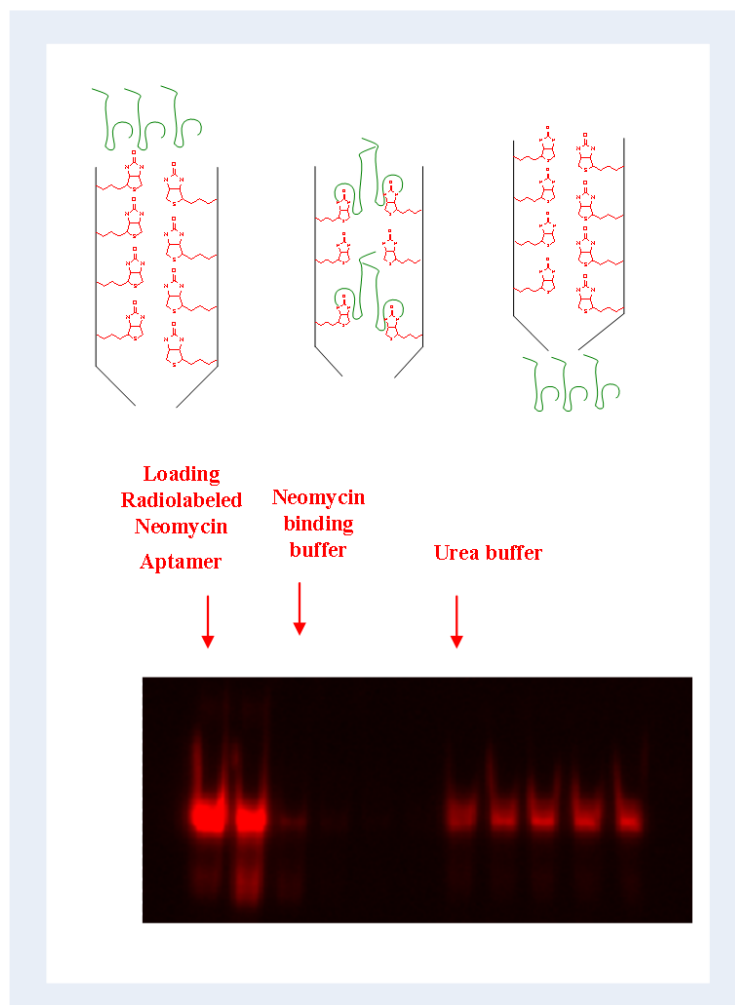 Loading
Radiolabeled
Neomycin
Aptamer
Neomycin
binding
buffer
Urea buffer